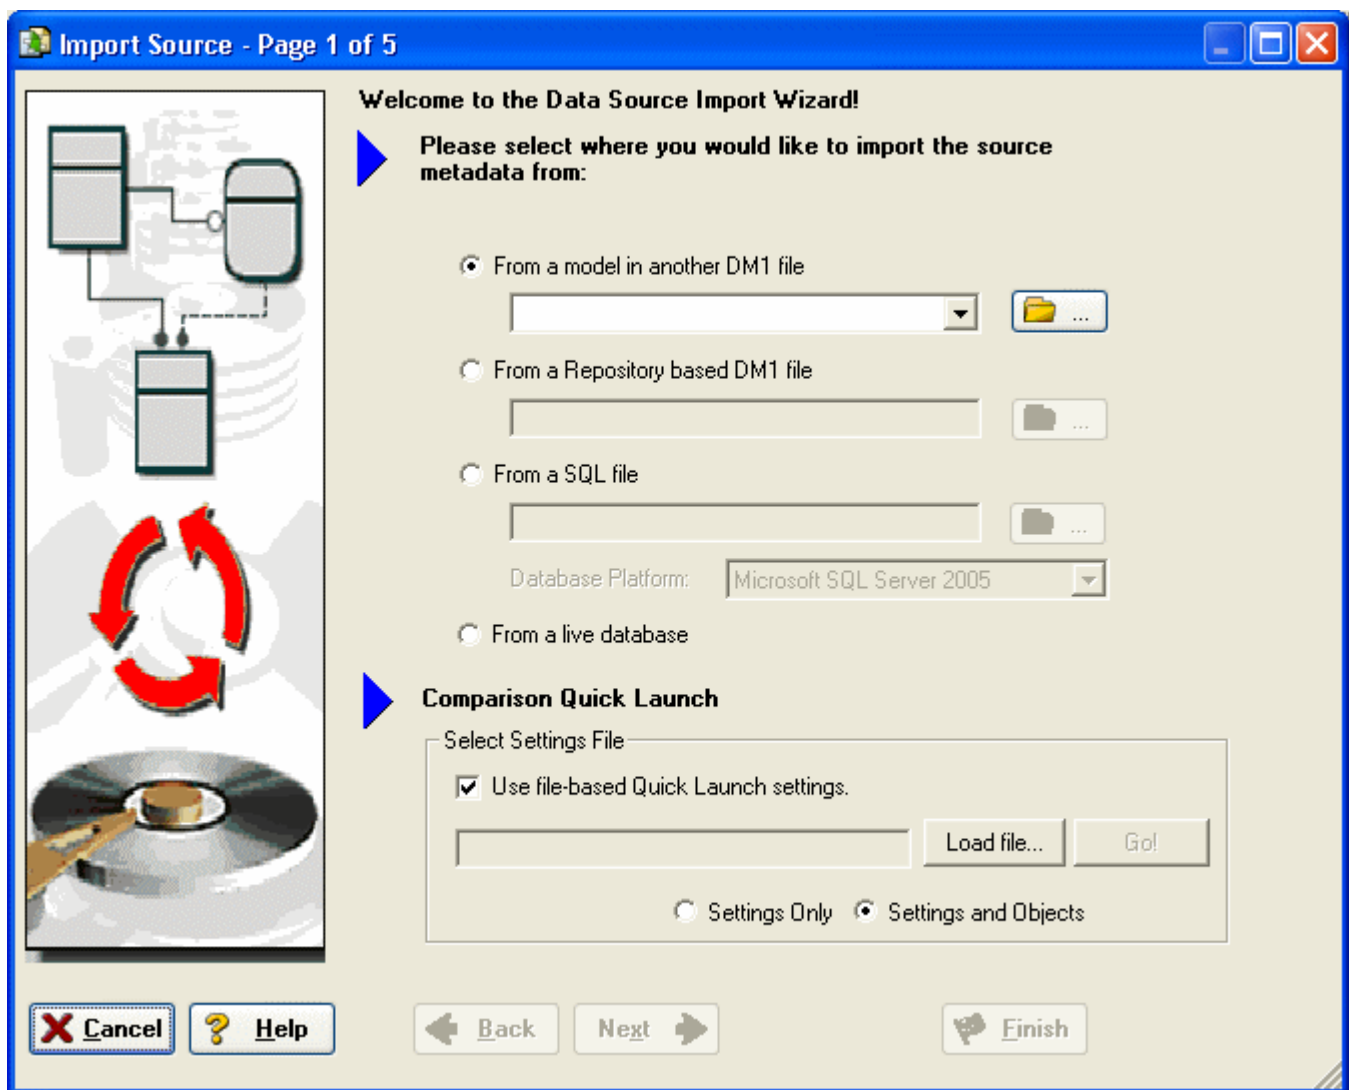 Import Source - Page 1 of 5
Welcome to the Data Source Import Wizard!
Please select where you would like to import the source
metadata from:
From a model in another DM1 file
...
From a Repository based DM1 file
...
From a SQL file
...
Database Platform: Microsoft SQL Server 2005
From a live database
Comparison Quick Launch
Select Settings File
Use file-based Quick Launch settings.
Load file... Go!
Settings Only Settings and Objects
Cancel Help Back Next Finish